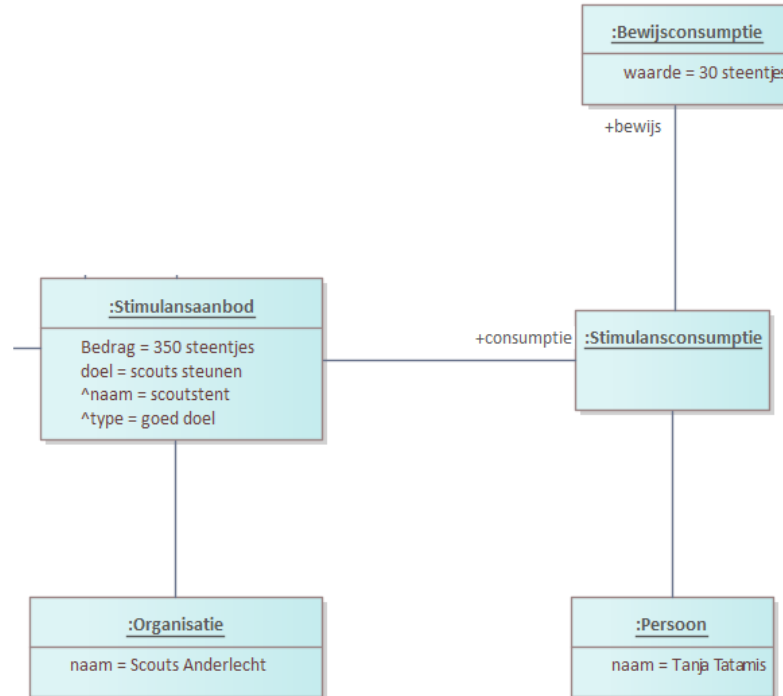 :Bewijsconsumptie
waarde = 30 steentjes
+bewijs
:Stimulansaanbod
Bedrag = 350 steentjes
doel = scouts steunen
^naam = scoutstent
^type = goed doel
+consumptie
:Stimulansconsumptie
:Organisatie
naam = Scouts Anderlecht
:Persoon
naam = Tanja Tatamis